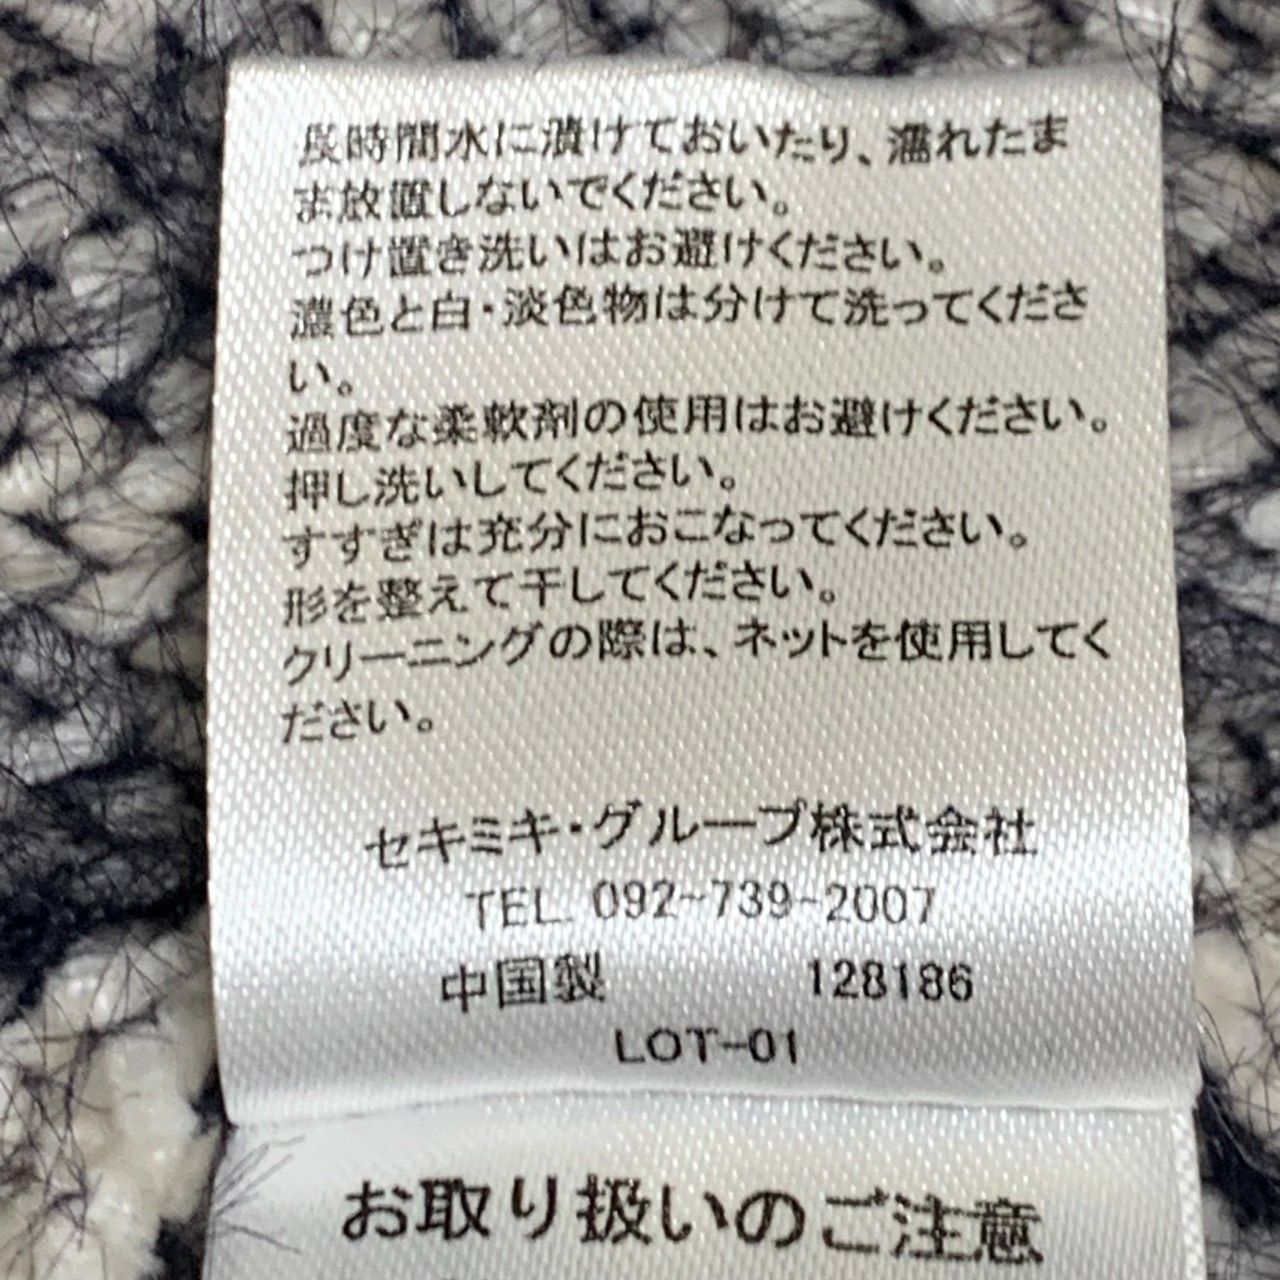 長時間水に漬けておいたり、濡れたま
ま放置しないでください。
つけ置き洗いはお避けください。
濃色と白・淡色物は分けて洗ってくださ
い。
過度な柔軟剤の使用はお避けください。
押し洗いしてください。
すすぎは充分におこなってください。
形を整えて干してください。
クリーニングの際は、ネットを使用してく
ださい。
セキミキ・グループ株式会社
TEL 092-739-2007
中国製 128186
LOT-01
お取り扱いのご注意